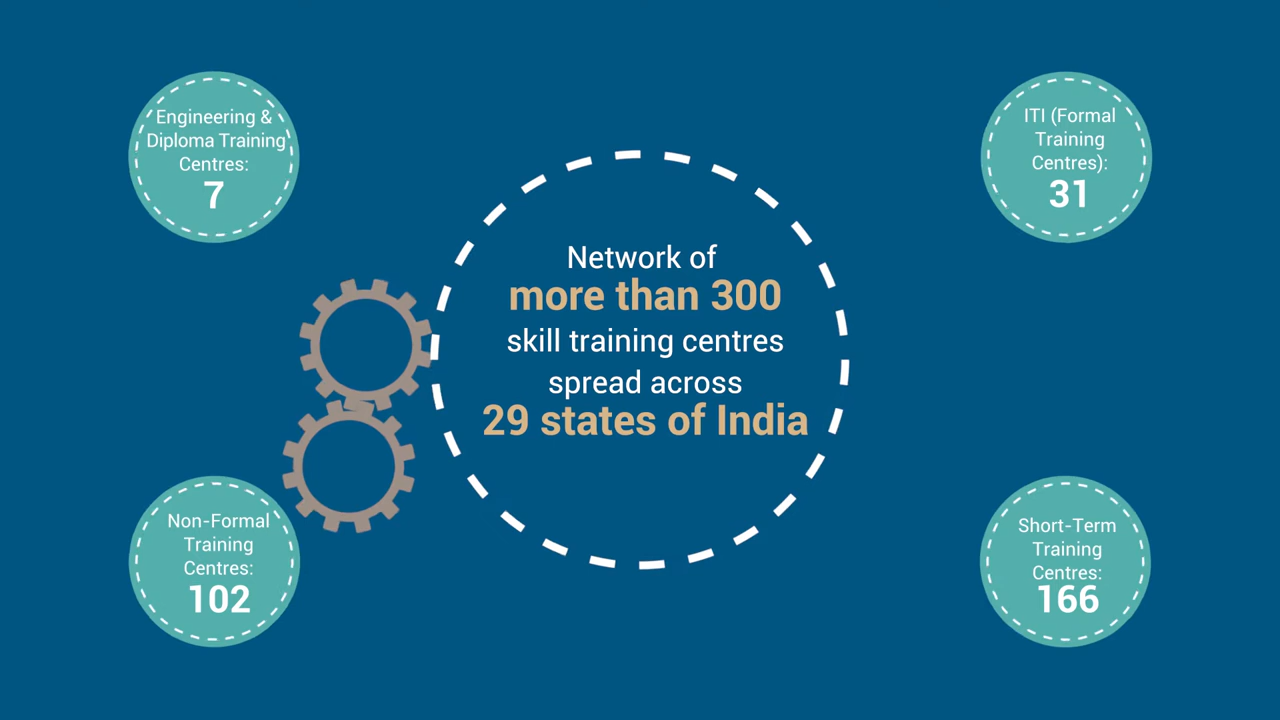 Engineering &
Diploma Training
Centres:
7
ITI (Formal
Training
Centres):
31
Network of
more than 300
skill training centres
spread across
29 states of India
Non-Formal
Training
Centres:
102
Short-Term
Training
Centres:
166